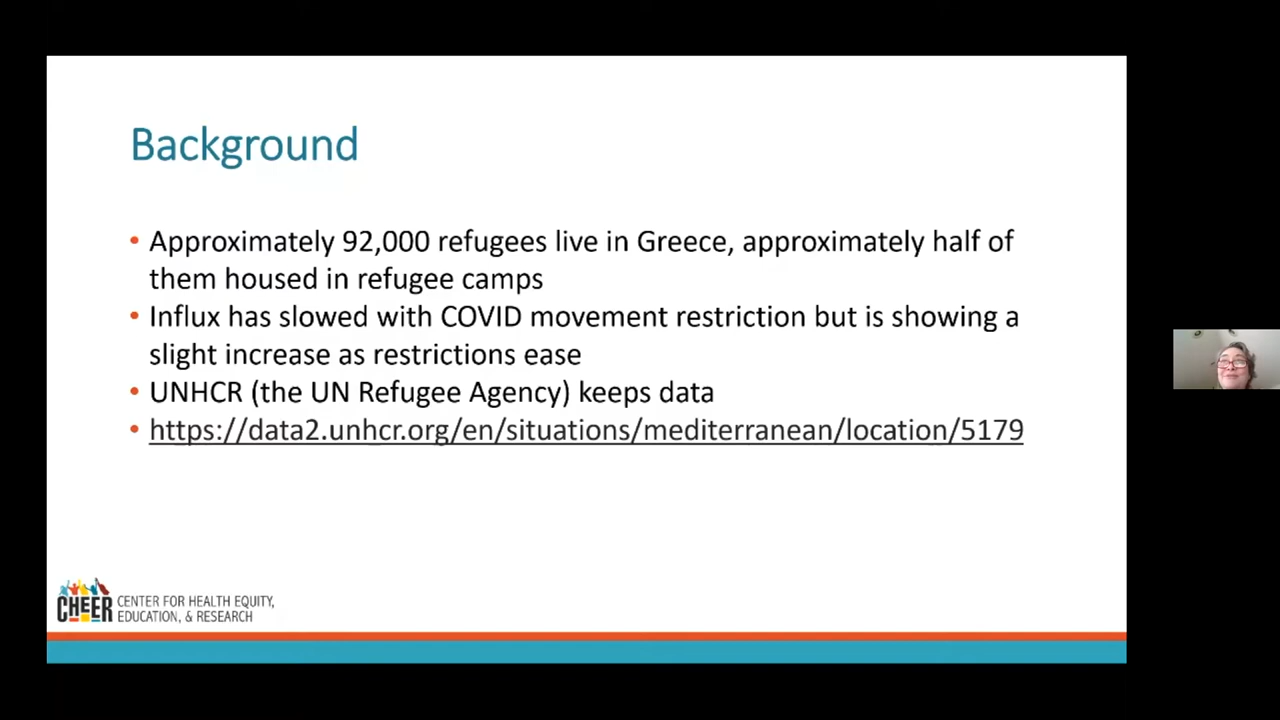 Background
• Approximately 92,000 refugees live in Greece, approximately half of
them housed in refugee camps
• Influx has slowed with COVID movement restriction but is showing a
slight increase as restrictions ease
• UNHCR (the UN Refugee Agency) keeps data
• https://data2.unhcr.org/en/situations/mediterranean/location/5179
CHEER CENTER FOR HEALTH EQUITY,
EDUCATION, & RESEARCH